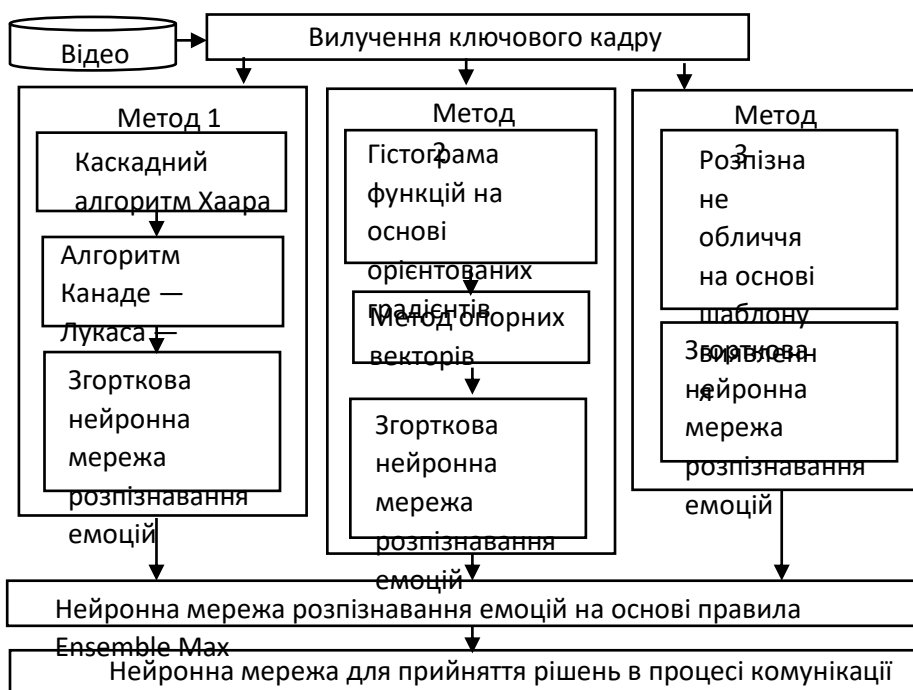 Відео
Вилучення ключового кадру
Метод 1
Каскадний
алгоритм Хаара
Алгоритм
Канаде —
Лукаса —
Згорткова
нейронна
мережа
розпізнавання
емоцій
Метод
2
Гістограма
функцій на
основі
орієнтованих
градієнтів
Метод опорних
векторів
Згорткова
нейронна
мережа
розпізнавання
емоцій
Метод
3
Розпізна
не
обличчя
на основі
шаблону
виявленн
я
Згорткова
нейронна
мережа
розпізнавання
емоцій
Нейронна мережа розпізнавання емоцій на основі правила
Ensemble Max
Нейронна мережа для прийняття рішень в процесі комунікації